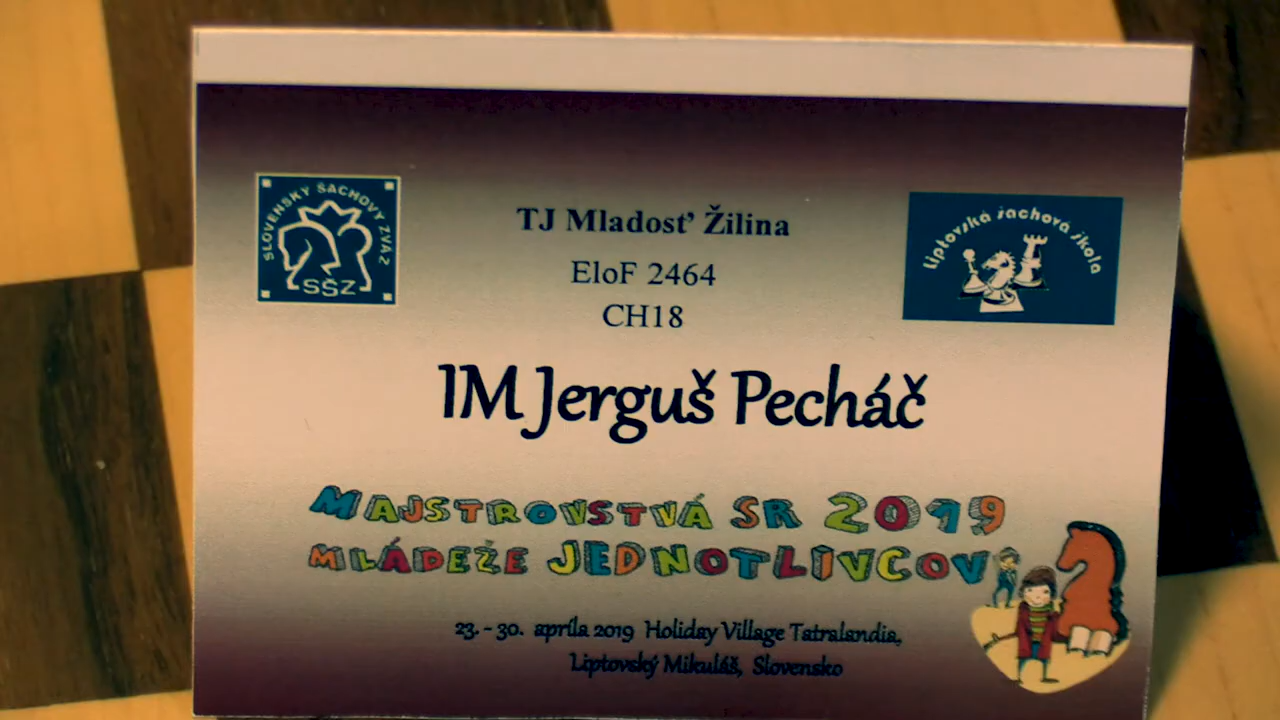 SLOVENSKÝ ŠACHOVÝ ZVÄZ
SŠZ
TJ Mladosť Žilina
EloF 2464
CH18
Liptovská šachová škola
IM Jerguš Pecháč
MAJSTROVSTVÁ SR 2019
MLÁDEŽE JEDNOTLIVCOV
23. - 30. apríla 2019 Holiday Village Tatralandia,
Liptovský Mikuláš, Slovensko